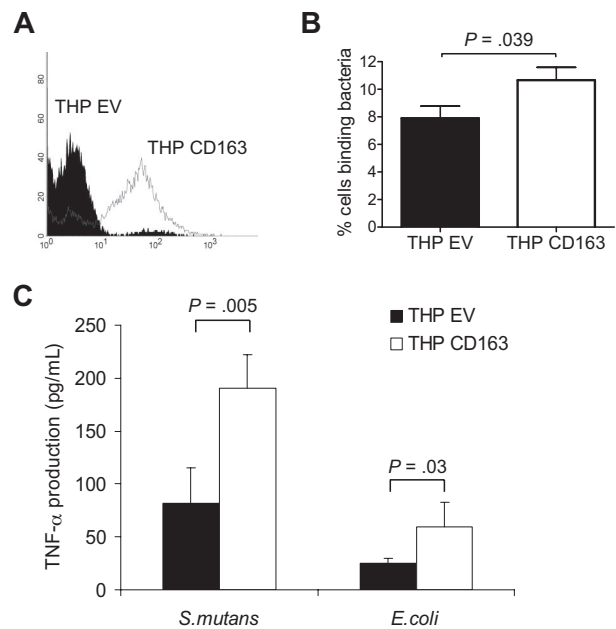 A
80
60
40
20
0
THP EV
THP CD163
10⁰
10¹
10²
10³
B
P = .039
% cells binding bacteria
12
10
8
6
4
2
0
THP EV
THP CD163
C
P = .005
THP EV
THP CD163
P = .03
TNF-α production (pg/mL)
250
200
150
100
50
0
S.mutans
E.coli